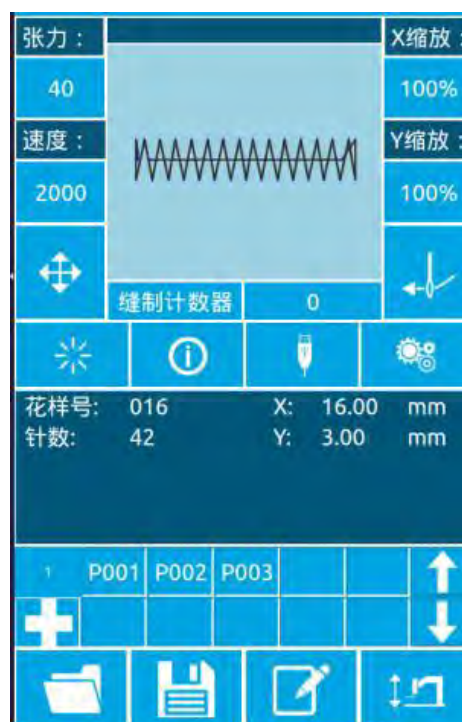 张力： X缩放：
40 100%
速度： Y缩放：
2000 100%
缝制计数器 0
花样号: 016 X: 16.00 mm
针数: 42 Y: 3.00 mm
1 P001 P002 P003